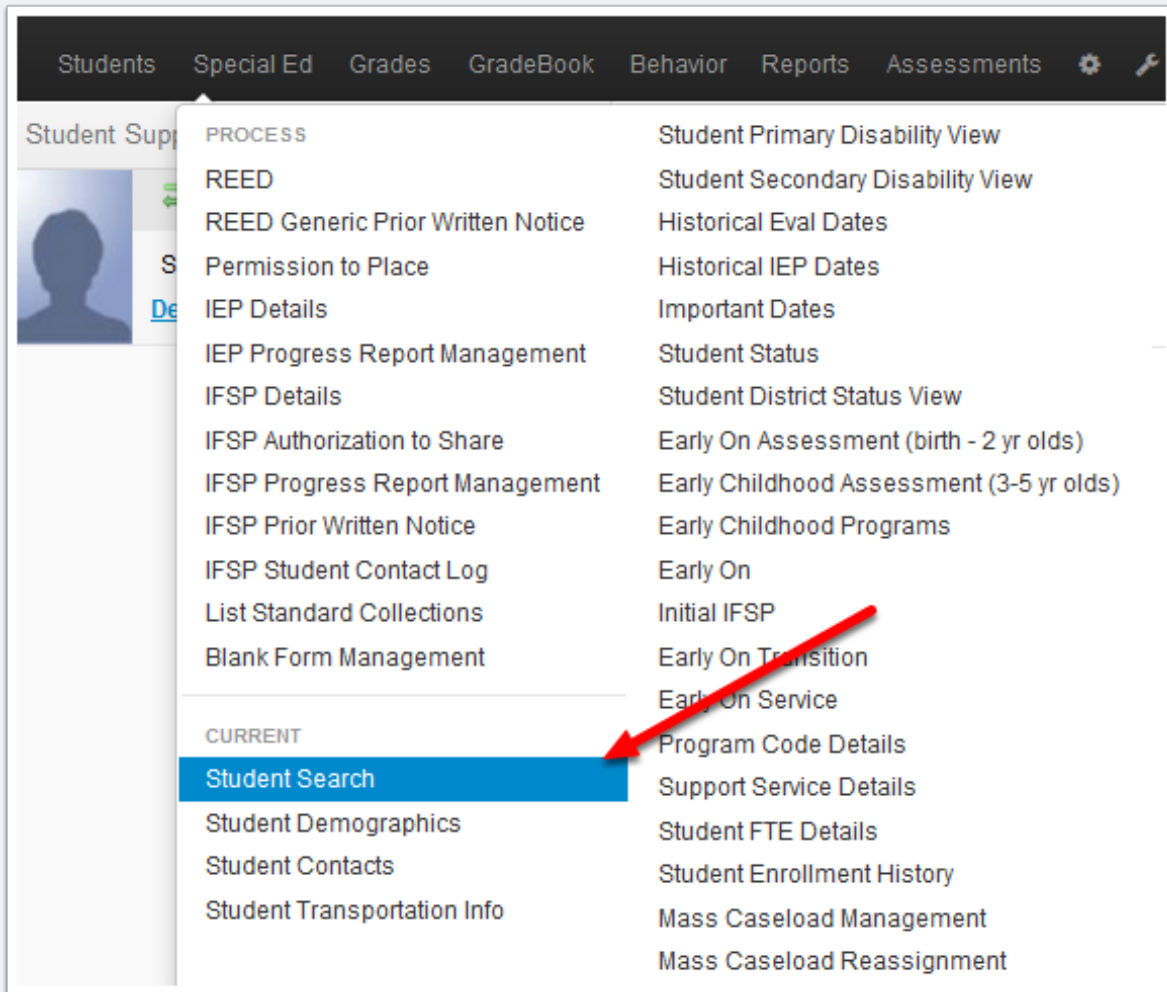 Students Special Ed Grades GradeBook Behavior Reports Assessments
Student Supp
S
De
PROCESS
REED
REED Generic Prior Written Notice
Permission to Place
IEP Details
IEP Progress Report Management
IFSP Details
IFSP Authorization to Share
IFSP Progress Report Management
IFSP Prior Written Notice
IFSP Student Contact Log
List Standard Collections
Blank Form Management
CURRENT
Student Search
Student Demographics
Student Contacts
Student Transportation Info
Student Primary Disability View
Student Secondary Disability View
Historical Eval Dates
Historical IEP Dates
Important Dates
Student Status
Student District Status View
Early On Assessment (birth - 2 yr olds)
Early Childhood Assessment (3-5 yr olds)
Early Childhood Programs
Early On
Initial IFSP
Early On Transition
Early On Service
Program Code Details
Support Service Details
Student FTE Details
Student Enrollment History
Mass Caseload Management
Mass Caseload Reassignment